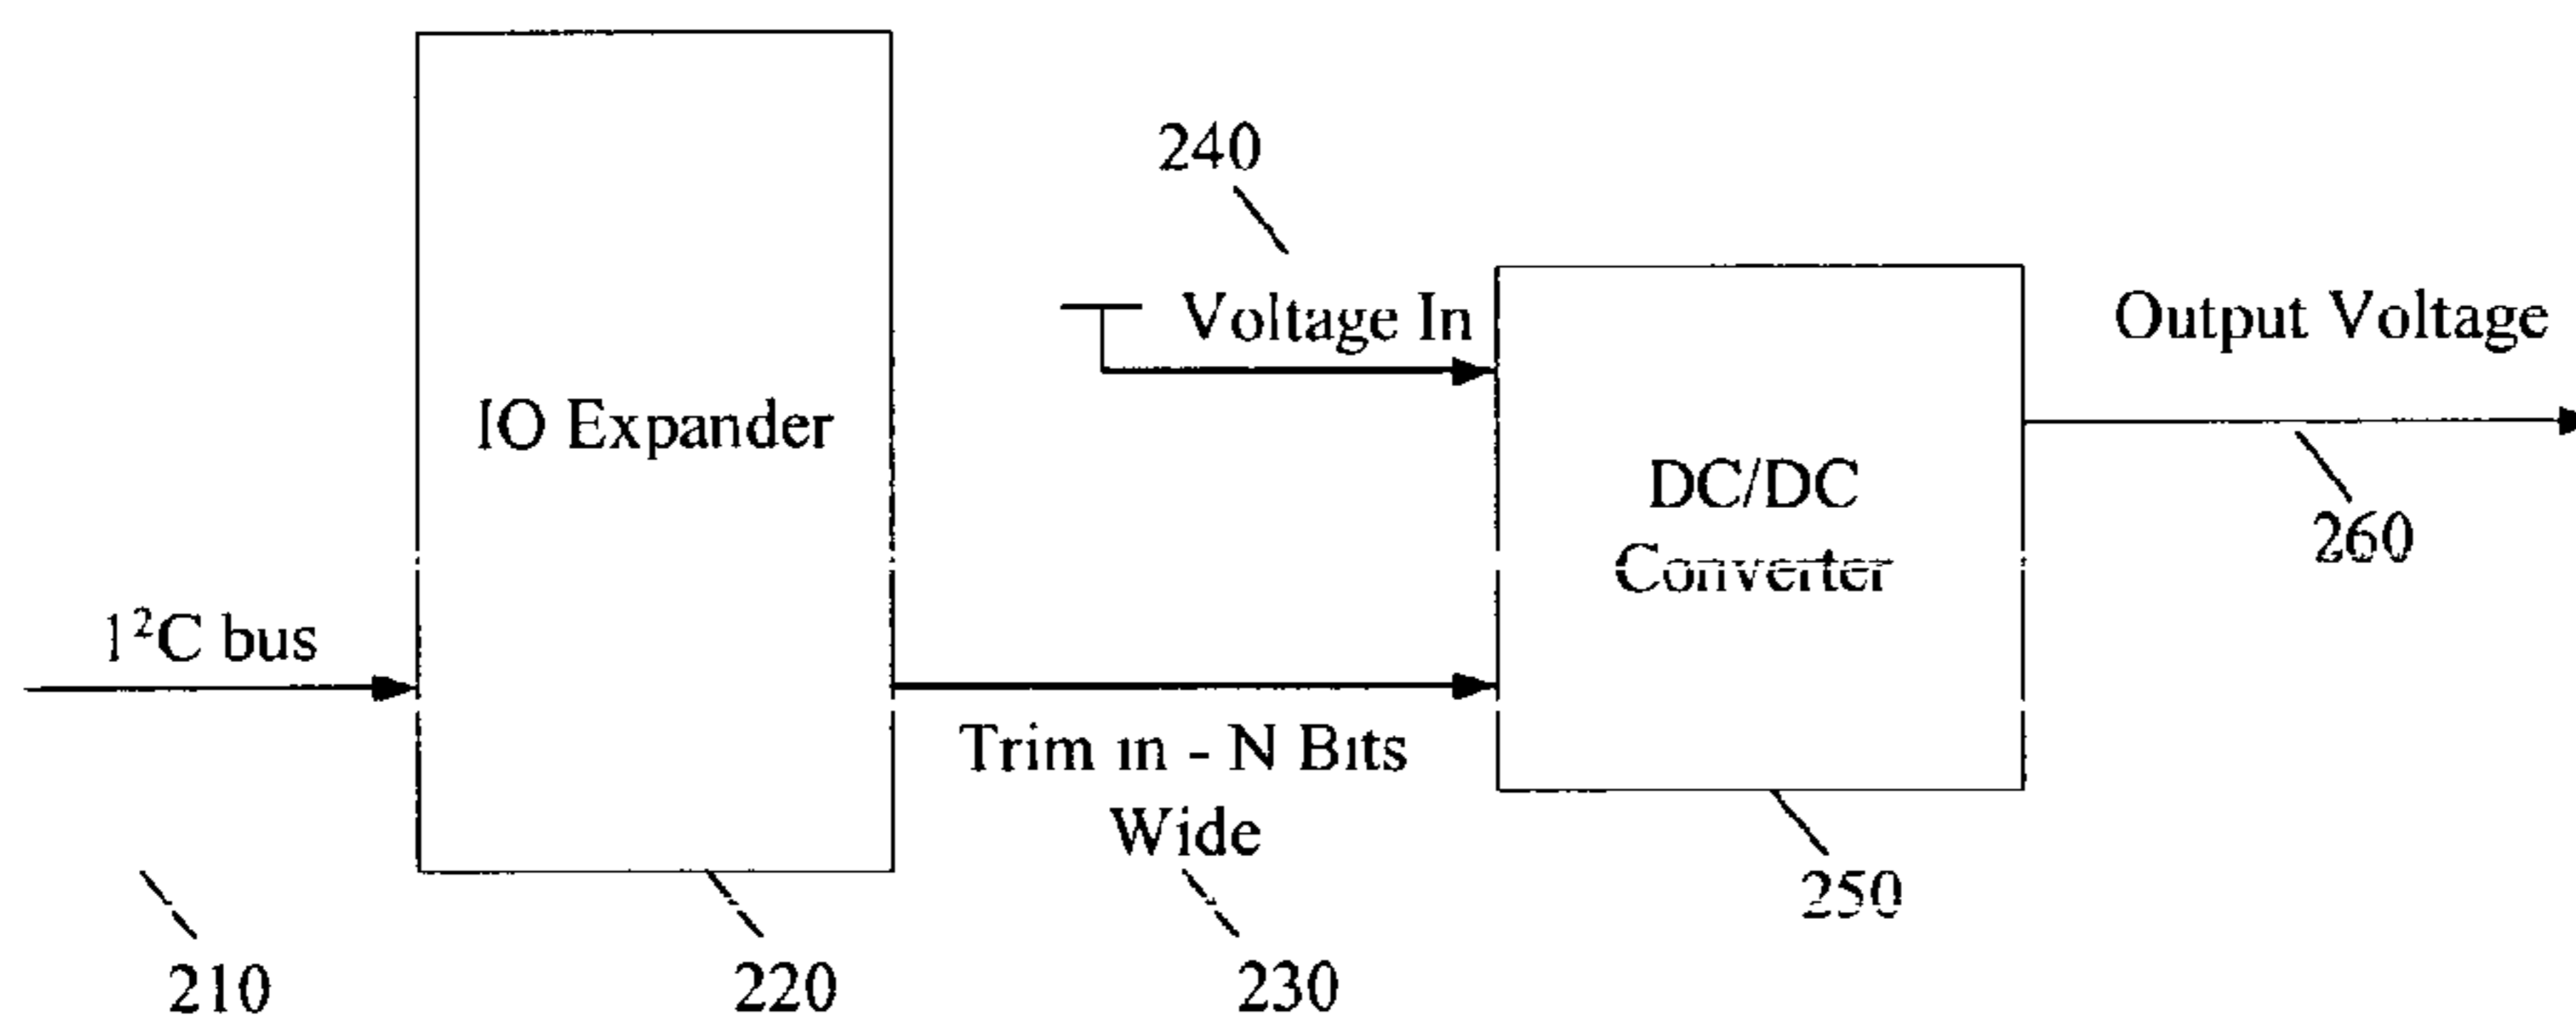 240
Voltage In
Output Voltage
IO Expander
DC/DC
Converter
260
I²C bus
Trim in - N Bits
Wide
250
210
220
230